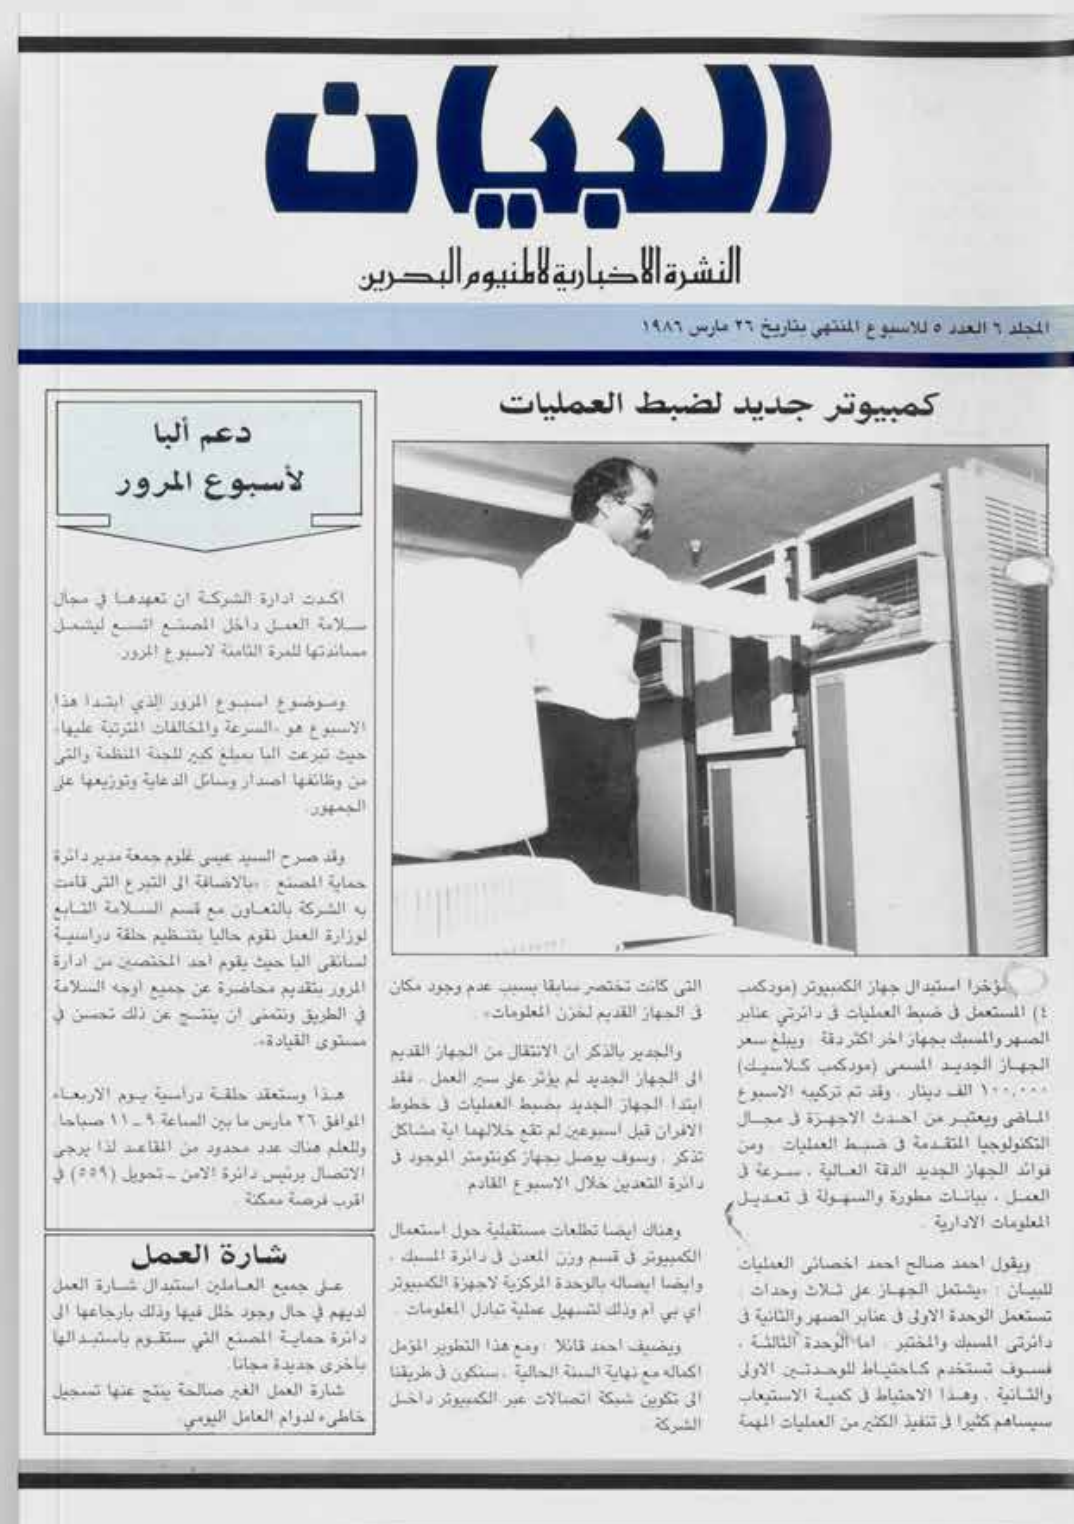 البيان
النشرة الاخبارية لالمنيوم البحرين
المجلد ٦ العدد ٥ للاسبوع المنتهي بتاريخ ٢٦ مارس ١٩٨٦
كمبيوتر جديد لضبط العمليات
مؤخرا استبدال جهاز الكمبيوتر (مودكمب
٤) المستعمل في ضبط العمليات في دائرتي عنابر
الصهر والمسبك بجهاز اخر اكثر دقة . ويبلغ سعر
الجهاز الجديد المسمى (مودكمب كلاسيك)
١٠٠,٠٠٠ الف دينار . وقد تم تركيبه الاسبوع
الماضي ويعتبر من احدث الاجهزة في مجال
التكنولوجيا المتقدمة في ضبط العمليات . ومن
فوائد الجهاز الجديد الدقة العالية ، سرعة في
العمل ، بيانات مطورة والسهولة في تعديل
المعلومات الادارية .
ويقول احمد صالح احمد اخصائي العمليات
للبيان : «يشتمل الجهاز على ثلاث وحدات :
تستعمل الوحدة الاولى في عنابر الصهر والثانية في
دائرتي المسبك والمختبر . اما الوحدة الثالثة ،
فسوف تستخدم كاحتياط للوحدتين الاولى
والثانية . وهذا الاحتياط في كمية الاستيعاب
سيساهم كثيرا في تنفيذ الكثير من العمليات المهمة
التي كانت تختصر سابقا بسبب عدم وجود مكان
في الجهاز القديم لخزن المعلومات» .
والجدير بالذكر ان الانتقال من الجهاز القديم
الى الجهاز الجديد لم يؤثر على سير العمل . فقد
ابتدا الجهاز الجديد بضبط العمليات في خطوط
الافران قبل اسبوعين لم تقع خلالهما اية مشاكل
تذكر . وسوف يوصل بجهاز كونتومتر الموجود في
دائرة التعدين خلال الاسبوع القادم .
وهناك ايضا تطلعات مستقبلية حول استعمال
الكمبيوتر في قسم وزن المعدن في دائرة المسبك ،
وايضا ايصاله بالوحدة المركزية لاجهزة الكمبيوتر
اي بي ام وذلك لتسهيل عملية تبادل المعلومات .
ويضيف احمد قائلا : ومع هذا التطوير المؤمل
اكماله مع نهاية السنة الحالية ، سنكون في طريقنا
الى تكوين شبكة اتصالات عبر الكمبيوتر داخل
الشركة .
دعم ألبا
لأسبوع المرور
اكدت ادارة الشركة ان تعهدها في مجال
سلامة العمل داخل المصنع اتسع ليشمل
مساندتها للمرة الثامنة لاسبوع المرور.
وموضوع اسبوع المرور الذي ابتدا هذا
الاسبوع هو «السرعة والمخالفات المترتبة عليها»
حيث تبرعت البا بمبلغ كبير للجنة المنظمة والتي
من وظائفها اصدار وسائل الدعاية وتوزيعها على
الجمهور.
وقد صرح السيد عيسى غلوم جمعة مدير دائرة
حماية المصنع : «بالاضافة الى التبرع التي قامت
به الشركة بالتعاون مع قسم السلامة التابع
لوزارة العمل نقوم حاليا بتنظيم حلقة دراسية
لسائقي البا حيث يقوم احد المختصين من ادارة
المرور بتقديم محاضرة عن جميع اوجه السلامة
في الطريق ونتمنى ان ينتج عن ذلك تحسن في
مستوى القيادة».
هذا وستعقد حلقة دراسية يوم الاربعاء
الموافق ٢٦ مارس ما بين الساعة ٩ ـ ١١ صباحا.
وللعلم هناك عدد محدود من المقاعد لذا يرجى
الاتصال برئيس دائرة الامن ـ تحويل (٥٥٩) في
اقرب فرصة ممكنة .
شارة العمل
على جميع العاملين استبدال شارة العمل
لديهم في حال وجود خلل فيها وذلك بارجاعها الى
دائرة حماية المصنع التي ستقوم باستبدالها
باخرى جديدة مجانا.
شارة العمل الغير صالحة ينتج عنها تسجيل
خاطىء لدوام العامل اليومي.